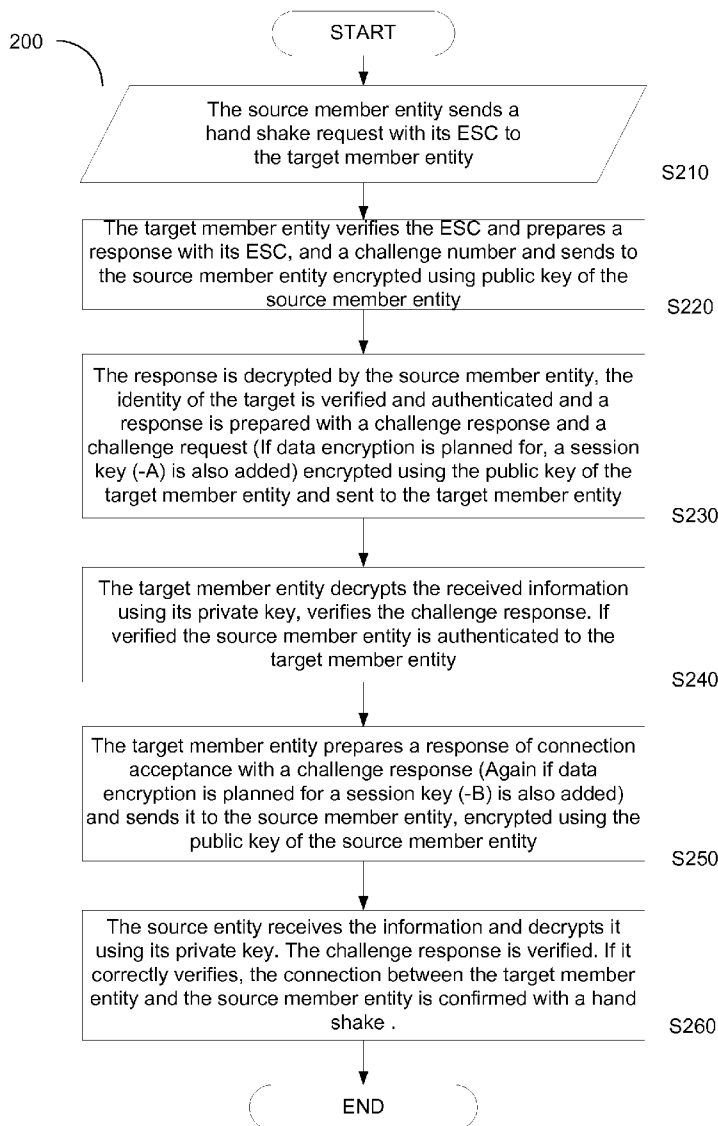 START
200
The source member entity sends a
hand shake request with its ESC to
the target member entity
S210
The target member entity verifies the ESC and prepares a
response with its ESC, and a challenge number and sends to
the source member entity encrypted using public key of the
source member entity
S220
The response is decrypted by the source member entity, the
identity of the target is verified and authenticated and a
response is prepared with a challenge response and a
challenge request (If data encryption is planned for, a session
key (-A) is also added) encrypted using the public key of the
target member entity and sent to the target member entity
S230
The target member entity decrypts the received information
using its private key, verifies the challenge response. If
verified the source member entity is authenticated to the
target member entity
S240
The target member entity prepares a response of connection
acceptance with a challenge response (Again if data
encryption is planned for a session key (-B) is also added)
and sends it to the source member entity, encrypted using the
public key of the source member entity
S250
The source entity receives the information and decrypts it
using its private key. The challenge response is verified. If it
correctly verifies, the connection between the target member
entity and the source member entity is confirmed with a hand
shake .
S260
END